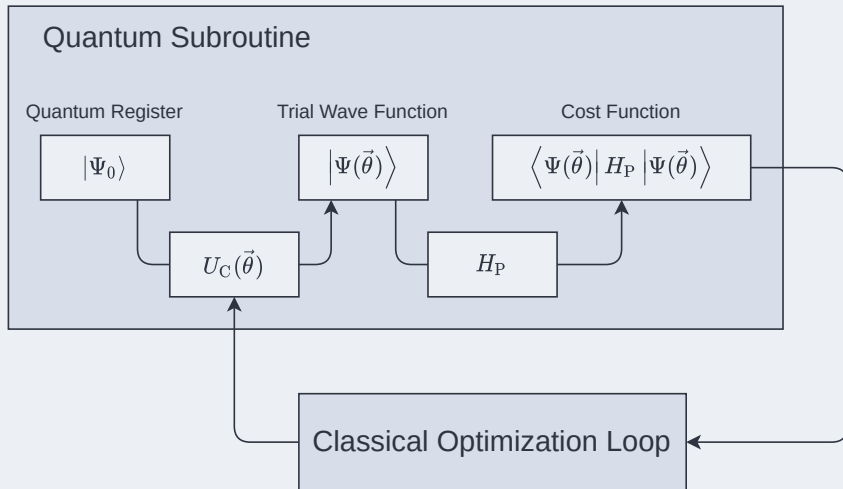 Quantum Subroutine
Quantum Register
Trial Wave Function
Cost Function
|Ψ₀⟩
|Ψ(θ⃗)⟩
⟨Ψ(θ⃗)| H_P |Ψ(θ⃗)⟩
U_C(θ⃗)
H_P
Classical Optimization Loop